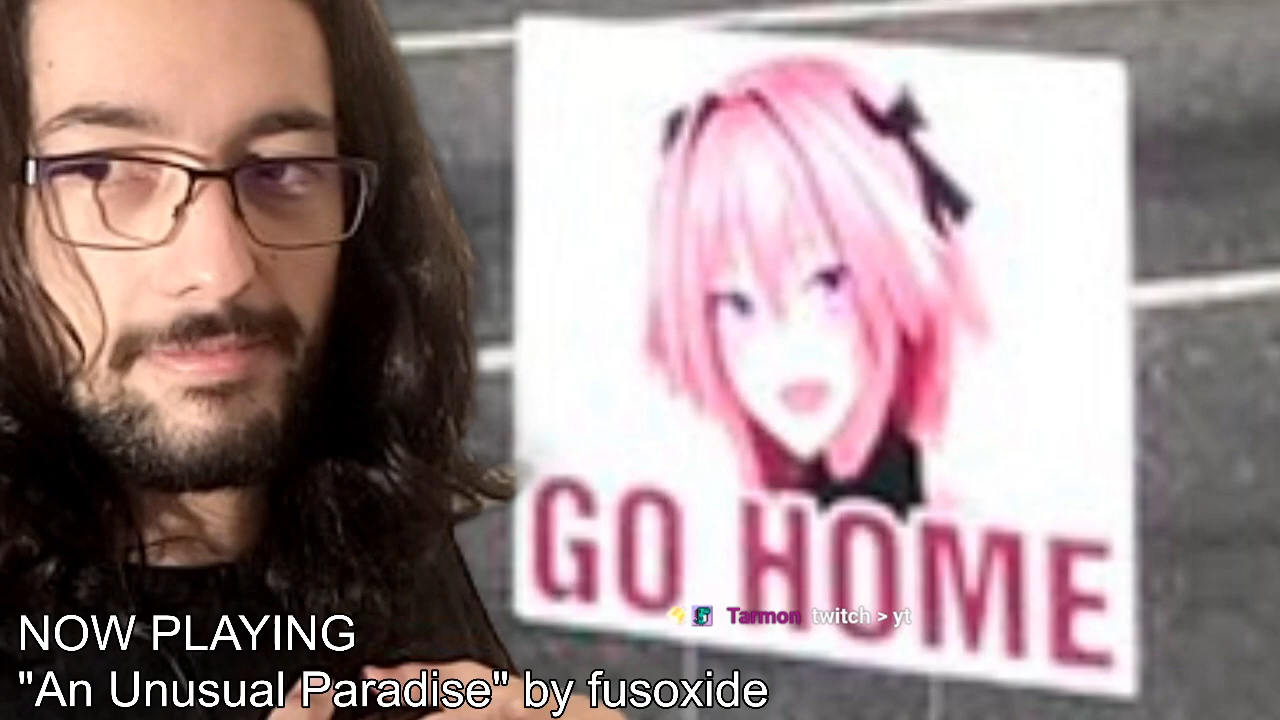 GO HOME
Tarmon twitch > yt
NOW PLAYING
"An Unusual Paradise" by fusoxide